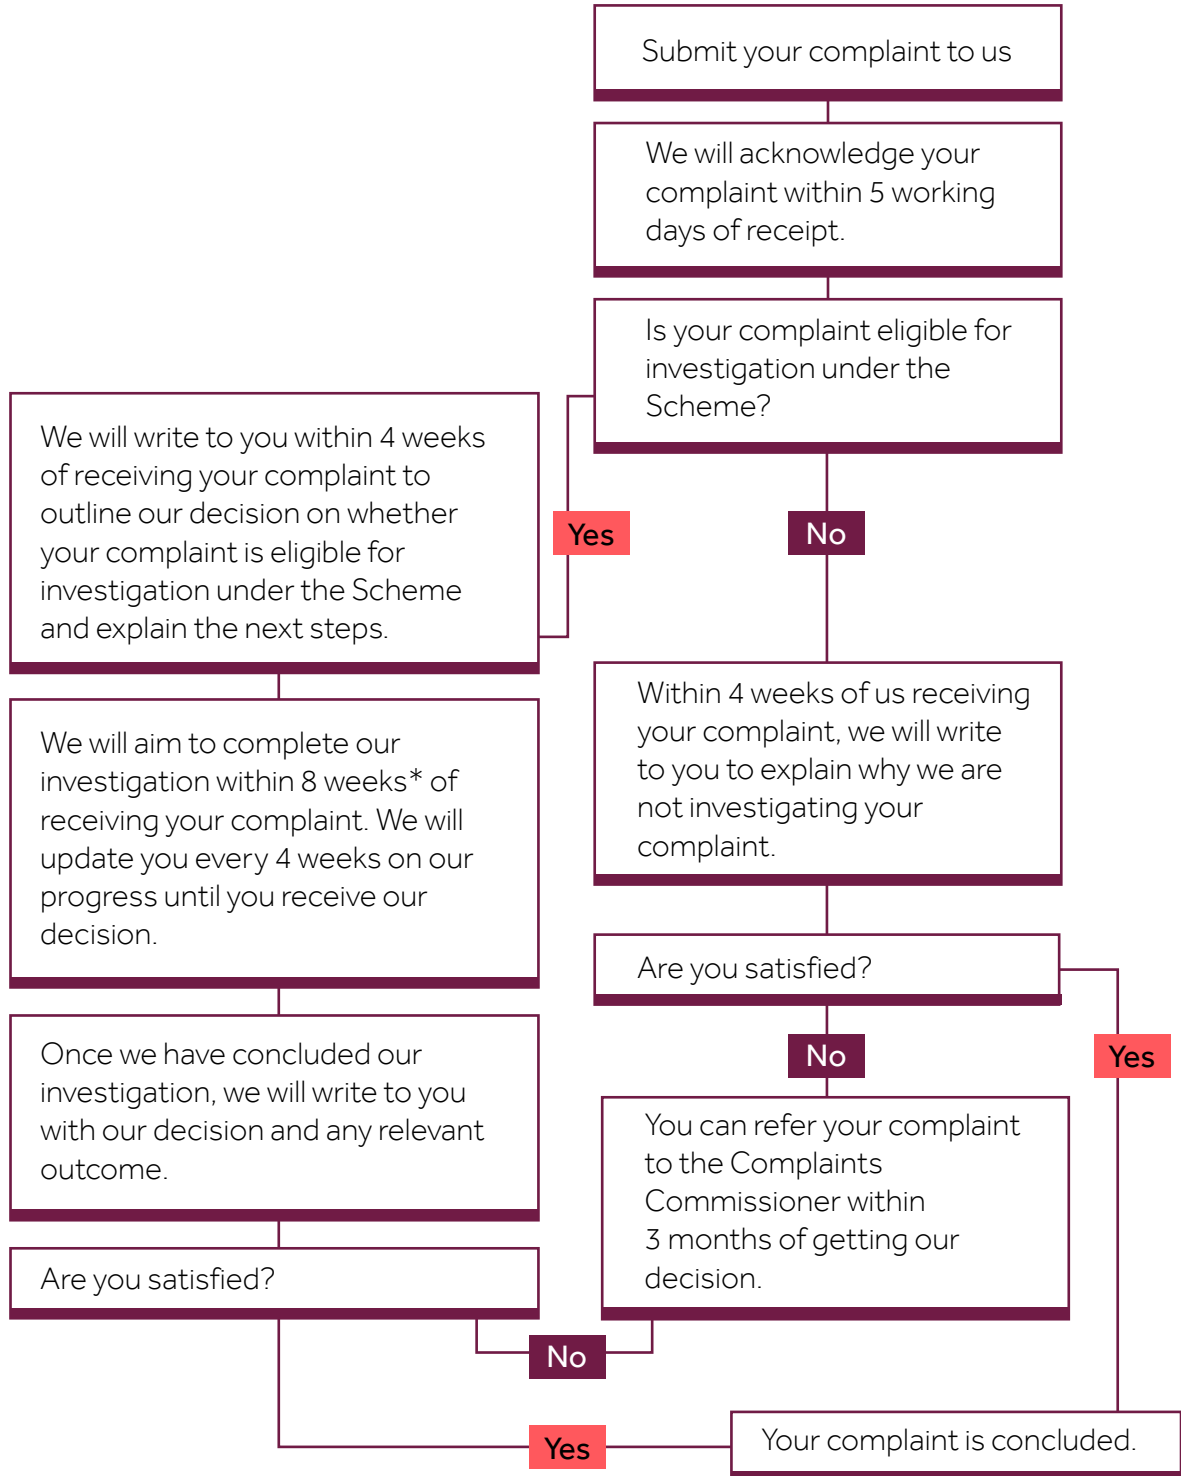 Submit your complaint to us
We will acknowledge your
complaint within 5 working
days of receipt.
Is your complaint eligible for
investigation under the
Scheme?
Yes
No
We will write to you within 4 weeks
of receiving your complaint to
outline our decision on whether
your complaint is eligible for
investigation under the Scheme
and explain the next steps.
We will aim to complete our
investigation within 8 weeks* of
receiving your complaint. We will
update you every 4 weeks on our
progress until you receive our
decision.
Once we have concluded our
investigation, we will write to you
with our decision and any relevant
outcome.
Are you satisfied?
Within 4 weeks of us receiving
your complaint, we will write
to you to explain why we are
not investigating your
complaint.
Are you satisfied?
No
Yes
You can refer your complaint
to the Complaints
Commissioner within
3 months of getting our
decision.
No
Yes
Your complaint is concluded.